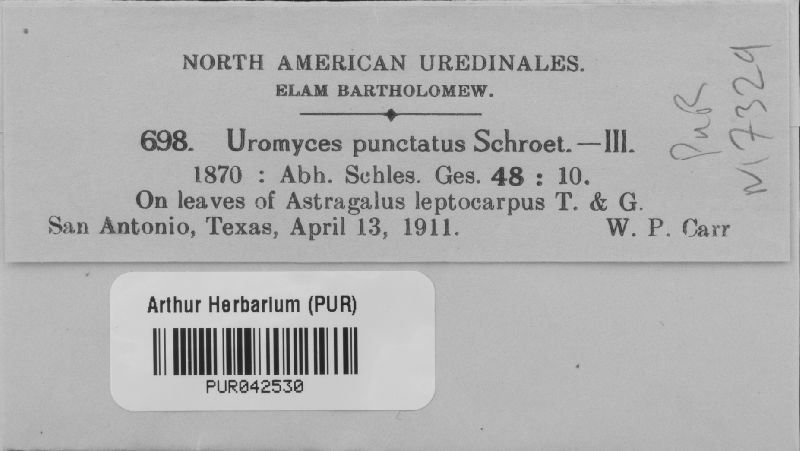 NORTH AMERICAN UREDINALES.
ELAM BARTHOLOMEW.
698. Uromyces punctatus Schroet.—III.
1870 : Abh. Schles. Ges. 48 : 10.
On leaves of Astragalus leptocarpus T. & G.
San Antonio, Texas, April 13, 1911. W. P. Carr
PUR
N17329
Arthur Herbarium (PUR)
PUR042530